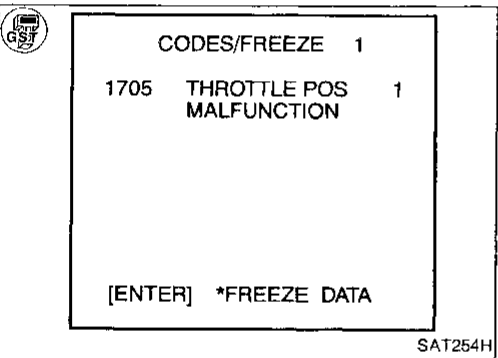 GST
CODES/FREEZE 1
1705 THROTTLE POS 1
MALFUNCTION
[ENTER] *FREEZE DATA
SAT254H